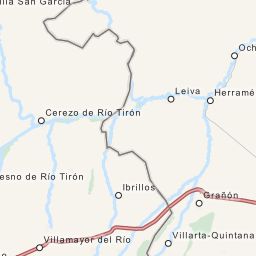 lla San García
Och
Leiva
Herramé
Cerezo de Río Tirón
esno de Río Tirón
Ibrillos
Grañón
Villamayor del Río
Villarta-Quintana